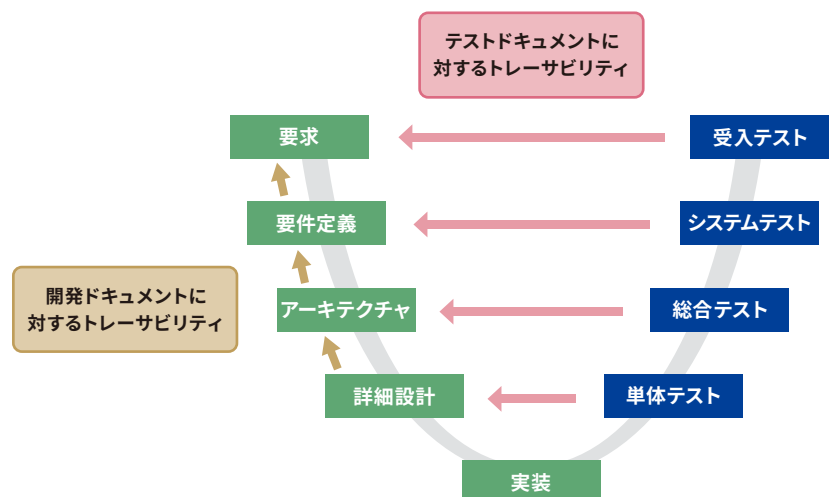 テストドキュメントに
対するトレーサビリティ
要求
受入テスト
要件定義
システムテスト
開発ドキュメントに
対するトレーサビリティ
アーキテクチャ
総合テスト
詳細設計
単体テスト
実装